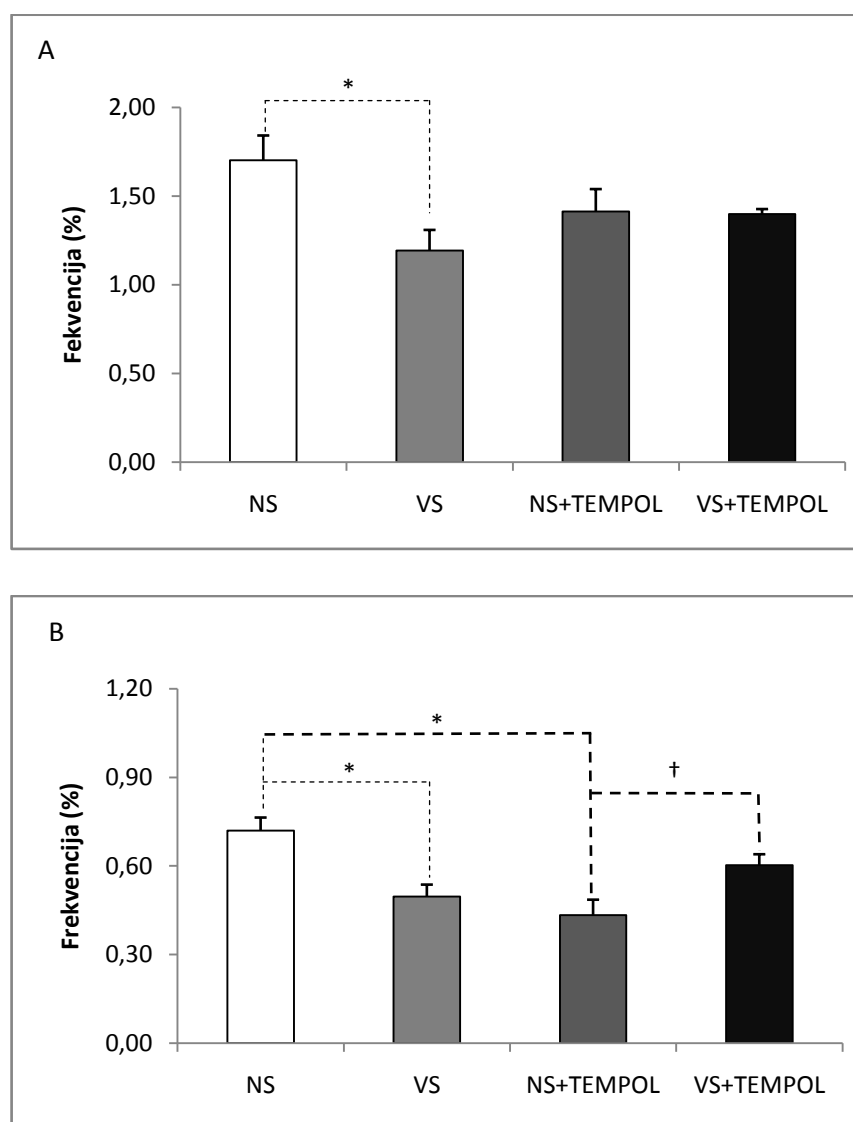 A
*
2,00
1,50
1,00
0,50
0,00
Fekvencija (%)
NS VS NS+TEMPOL VS+TEMPOL
B
1,20
*
0,90
*
†
0,60
0,30
0,00
Frekvencija (%)
NS VS NS+TEMPOL VS+TEMPOL